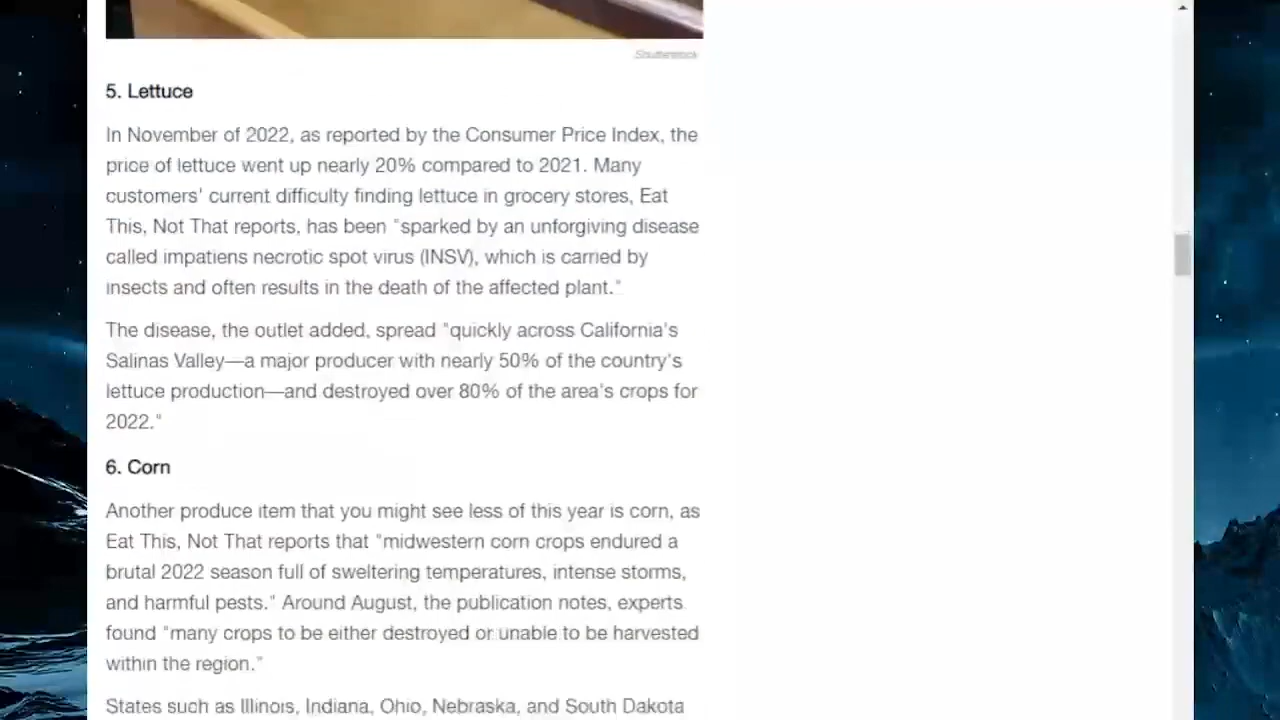 Shutterstock
5. Lettuce
In November of 2022, as reported by the Consumer Price Index, the
price of lettuce went up nearly 20% compared to 2021. Many
customers' current difficulty finding lettuce in grocery stores, Eat
This, Not That reports, has been "sparked by an unforgiving disease
called impatiens necrotic spot virus (INSV), which is carried by
insects and often results in the death of the affected plant."
The disease, the outlet added, spread "quickly across California's
Salinas Valley—a major producer with nearly 50% of the country's
lettuce production—and destroyed over 80% of the area's crops for
2022."
6. Corn
Another produce item that you might see less of this year is corn, as
Eat This, Not That reports that "midwestern corn crops endured a
brutal 2022 season full of sweltering temperatures, intense storms,
and harmful pests." Around August, the publication notes, experts
found "many crops to be either destroyed or unable to be harvested
within the region."
States such as Illinois, Indiana, Ohio, Nebraska, and South Dakota